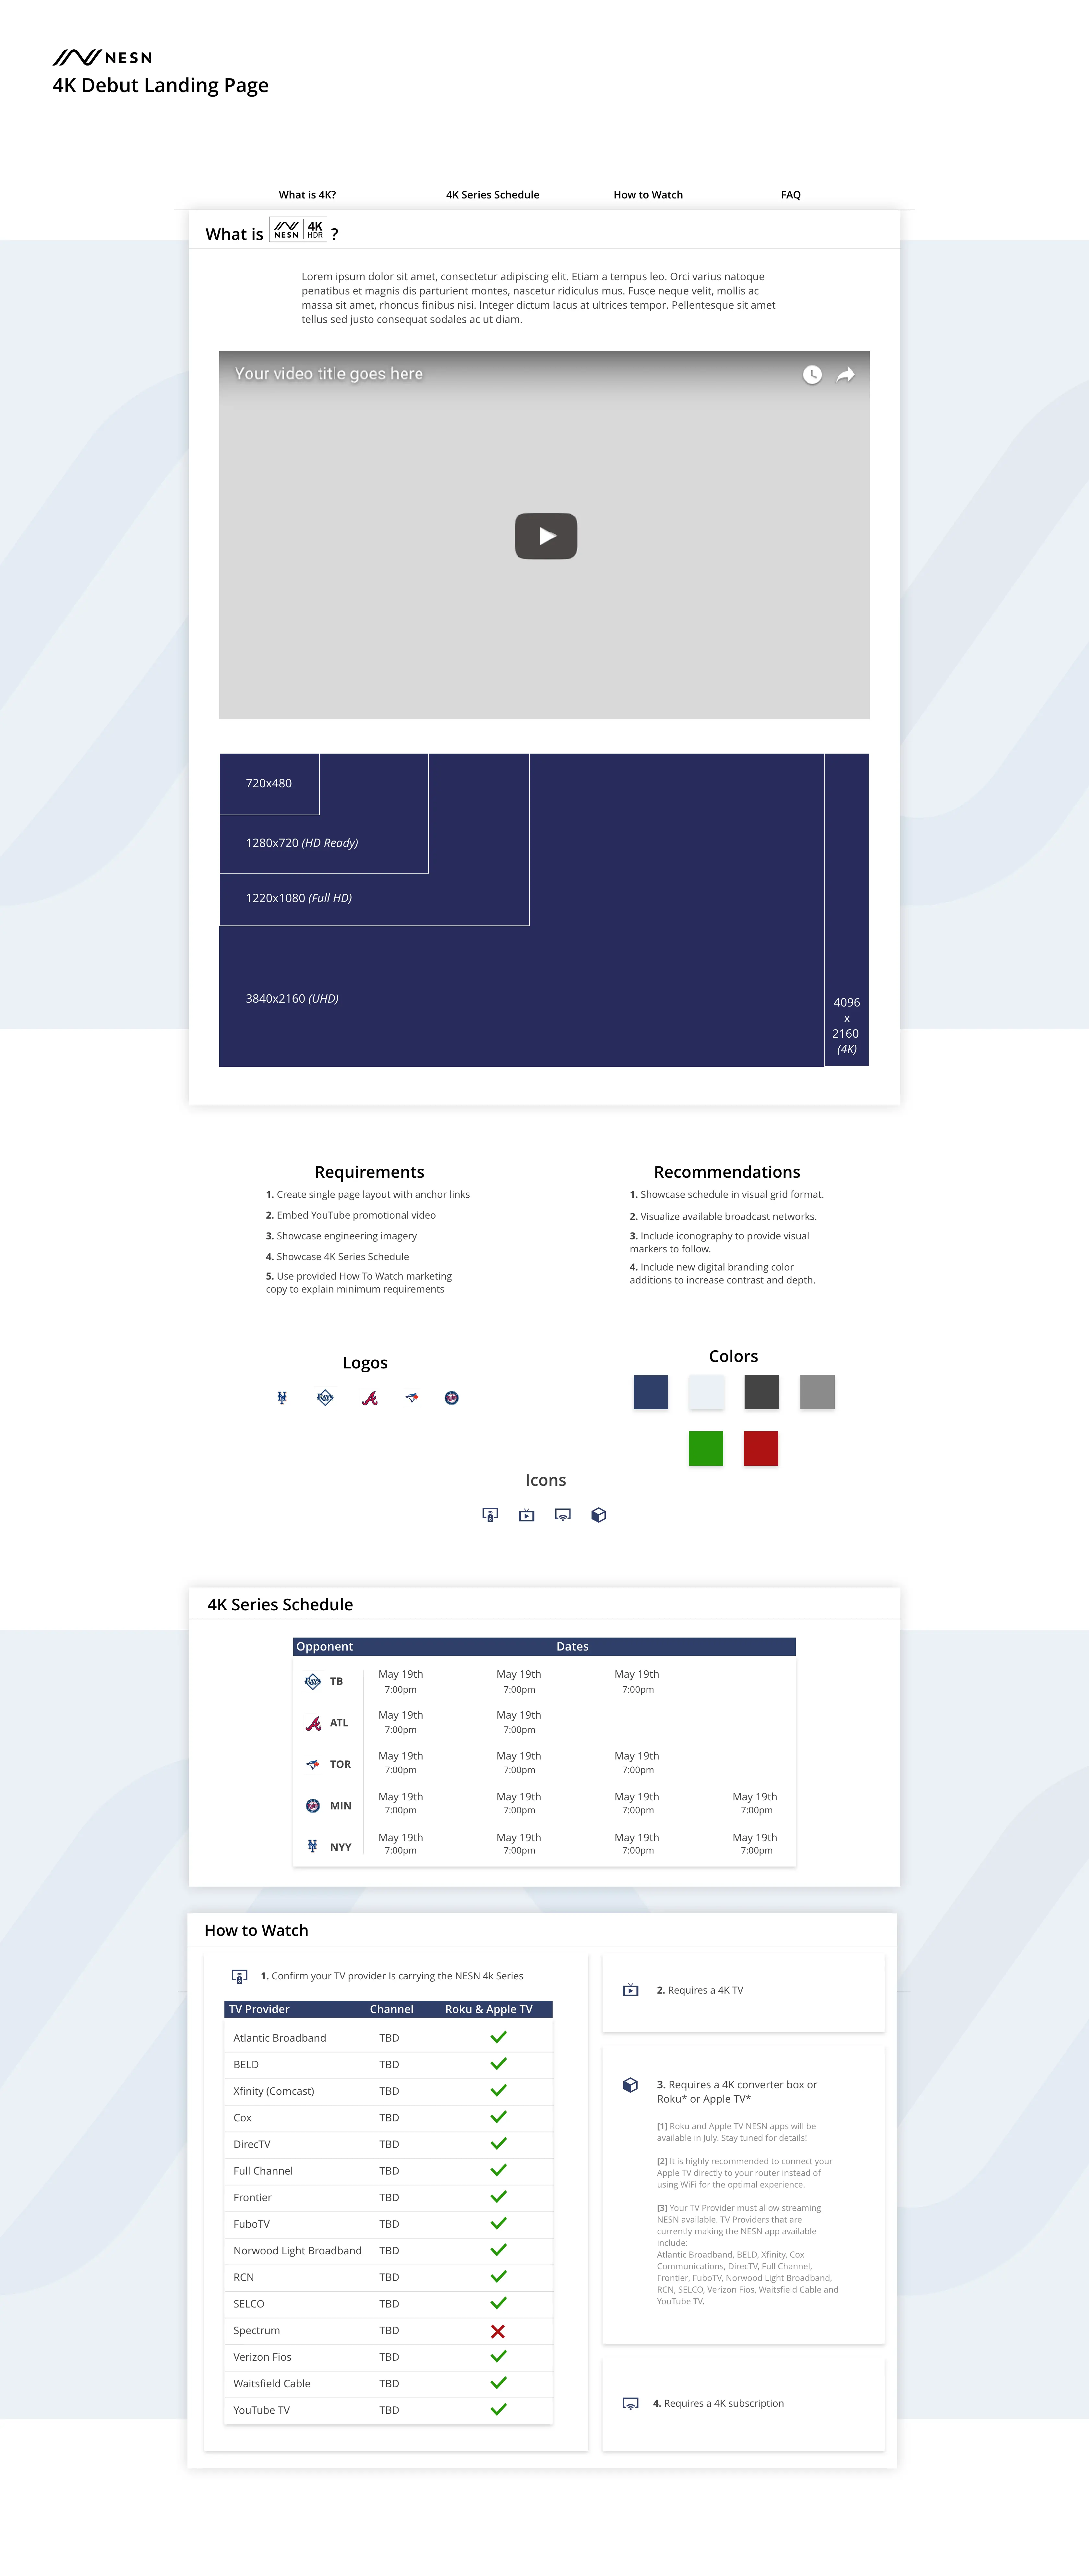 NESN
4K Debut Landing Page
What is 4K?
4K Series Schedule
How to Watch
FAQ
What is NESN 4K HDR ?
Lorem ipsum dolor sit amet, consectetur adipiscing elit. Etiam a tempus leo. Orci varius natoque
penatibus et magnis dis parturient montes, nascetur ridiculus mus. Fusce neque velit, mollis ac
massa sit amet, rhoncus finibus nisi. Integer dictum lacus at ultrices tempor. Pellentesque sit amet
tellus sed justo consequat sodales ac ut diam.
Your video title goes here
720x480
1280x720 (HD Ready)
1220x1080 (Full HD)
3840x2160 (UHD)
4096
x
2160
(4K)
Requirements
1. Create single page layout with anchor links
2. Embed YouTube promotional video
3. Showcase engineering imagery
4. Showcase 4K Series Schedule
5. Use provided How To Watch marketing
copy to explain minimum requirements
Recommendations
1. Showcase schedule in visual grid format.
2. Visualize available broadcast networks.
3. Include iconography to provide visual
markers to follow.
4. Include new digital branding color
additions to increase contrast and depth.
Logos
Colors
Icons
4K Series Schedule
Opponent Dates
TB May 19th May 19th May 19th
7:00pm 7:00pm 7:00pm
ATL May 19th May 19th
7:00pm 7:00pm
TOR May 19th May 19th May 19th
7:00pm 7:00pm 7:00pm
MIN May 19th May 19th May 19th May 19th
7:00pm 7:00pm 7:00pm 7:00pm
NYY May 19th May 19th May 19th May 19th
7:00pm 7:00pm 7:00pm 7:00pm
How to Watch
1. Confirm your TV provider Is carrying the NESN 4k Series
TV Provider Channel Roku & Apple TV
Atlantic Broadband TBD
BELD TBD
Xfinity (Comcast) TBD
Cox TBD
DirecTV TBD
Full Channel TBD
Frontier TBD
FuboTV TBD
Norwood Light Broadband TBD
RCN TBD
SELCO TBD
Spectrum TBD
Verizon Fios TBD
Waitsfield Cable TBD
YouTube TV TBD
2. Requires a 4K TV
3. Requires a 4K converter box or
Roku* or Apple TV*
[1] Roku and Apple TV NESN apps will be
available in July. Stay tuned for details!
[2] It is highly recommended to connect your
Apple TV directly to your router instead of
using WiFi for the optimal experience.
[3] Your TV Provider must allow streaming
NESN available. TV Providers that are
currently making the NESN app available
include:
Atlantic Broadband, BELD, Xfinity, Cox
Communications, DirecTV, Full Channel,
Frontier, FuboTV, Norwood Light Broadband,
RCN, SELCO, Verizon Fios, Waitsfield Cable and
YouTube TV.
4. Requires a 4K subscription